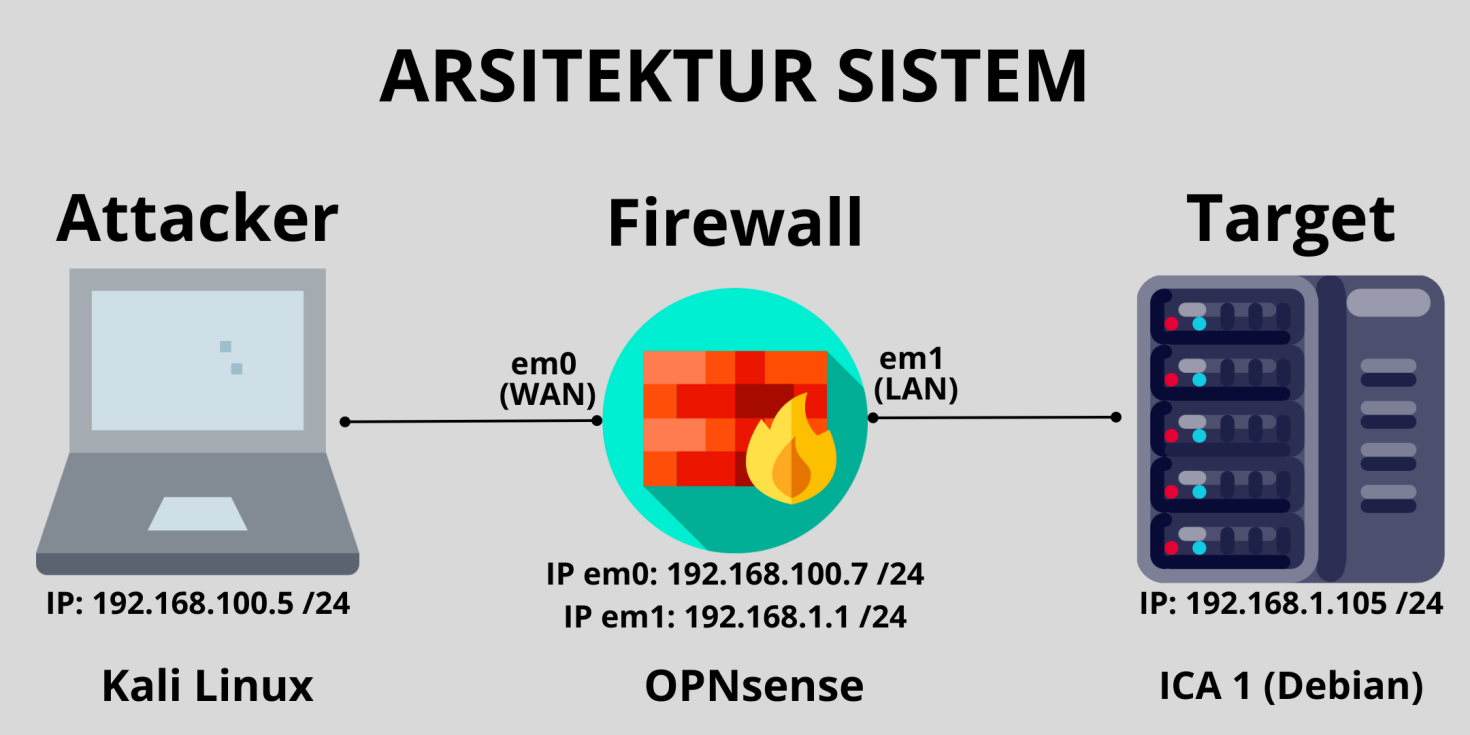 ARSITEKTUR SISTEM
Attacker
Firewall
Target
em0
(WAN)
em1
(LAN)
IP: 192.168.100.5 /24
IP em0: 192.168.100.7 /24
IP em1: 192.168.1.1 /24
IP: 192.168.1.105 /24
Kali Linux
OPNsense
ICA 1 (Debian)